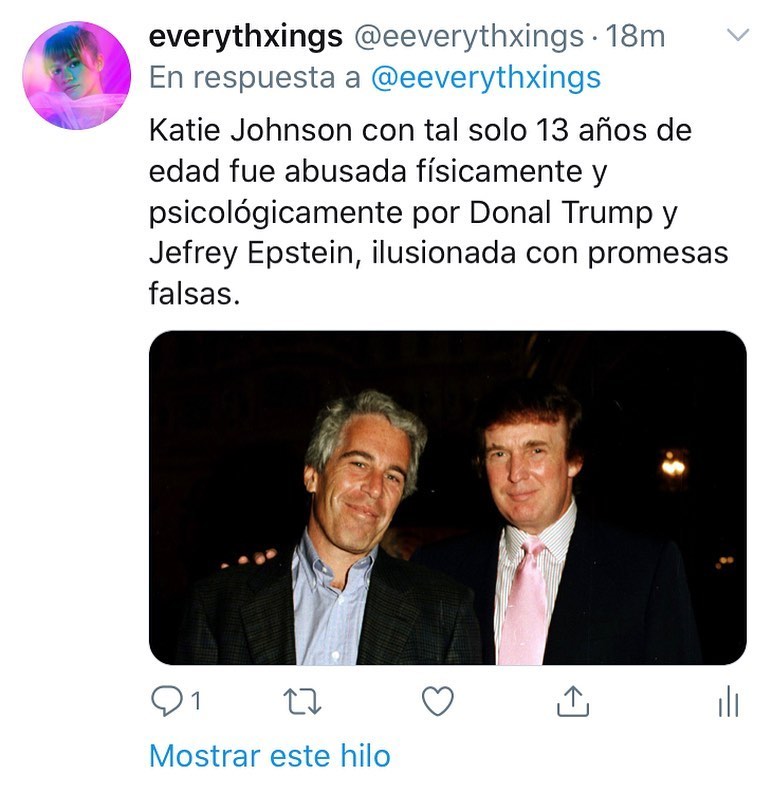 everythxings @eeverythxings · 18m
En respuesta a @eeverythxings
Katie Johnson con tal solo 13 años de
edad fue abusada físicamente y
psicológicamente por Donal Trump y
Jefrey Epstein, ilusionada con promesas
falsas.
1
Mostrar este hilo